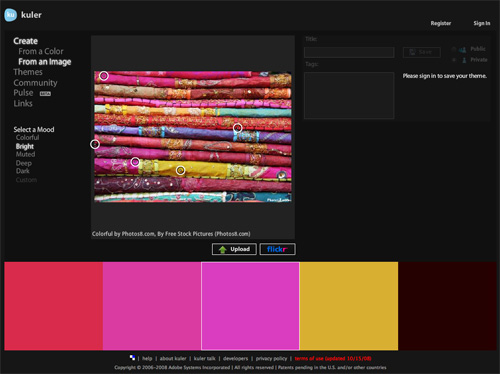 ku kuler
Register Sign In
Create
From a Color
From an Image
Themes
Community
Pulse BETA
Links
Select a Mood
Colorful
Bright
Muted
Deep
Dark
Custom
Colorful by Photos8.com, By Free Stock Pictures (Photos8.com)
Upload flickr
Title:
Save
Public
Private
Tags:
Please sign in to save your theme.
help | about kuler | kuler talk | developers | privacy policy | terms of use (updated 10/15/08)
Copyright © 2006-2008 Adobe Systems Incorporated | All rights reserved | Patents pending in the U.S. and/or other countries